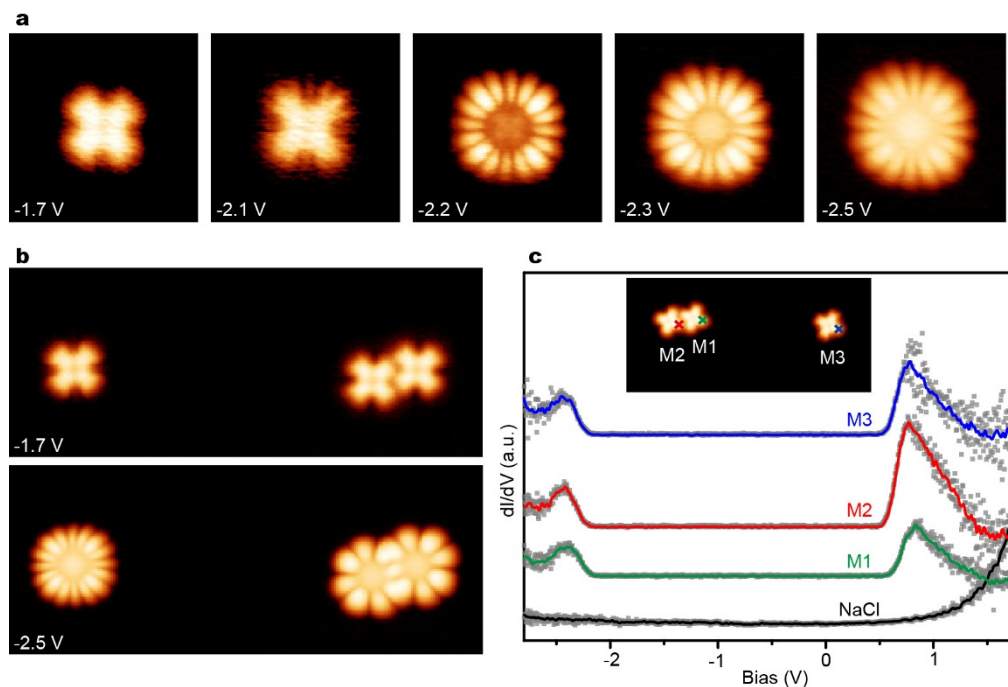 a
-1.7 V
-2.1 V
-2.2 V
-2.3 V
-2.5 V
b
-1.7 V
-2.5 V
c
M2
M1
M3
M3
M2
M1
NaCl
dI/dV (a.u.)
-2
-1
0
1
Bias (V)